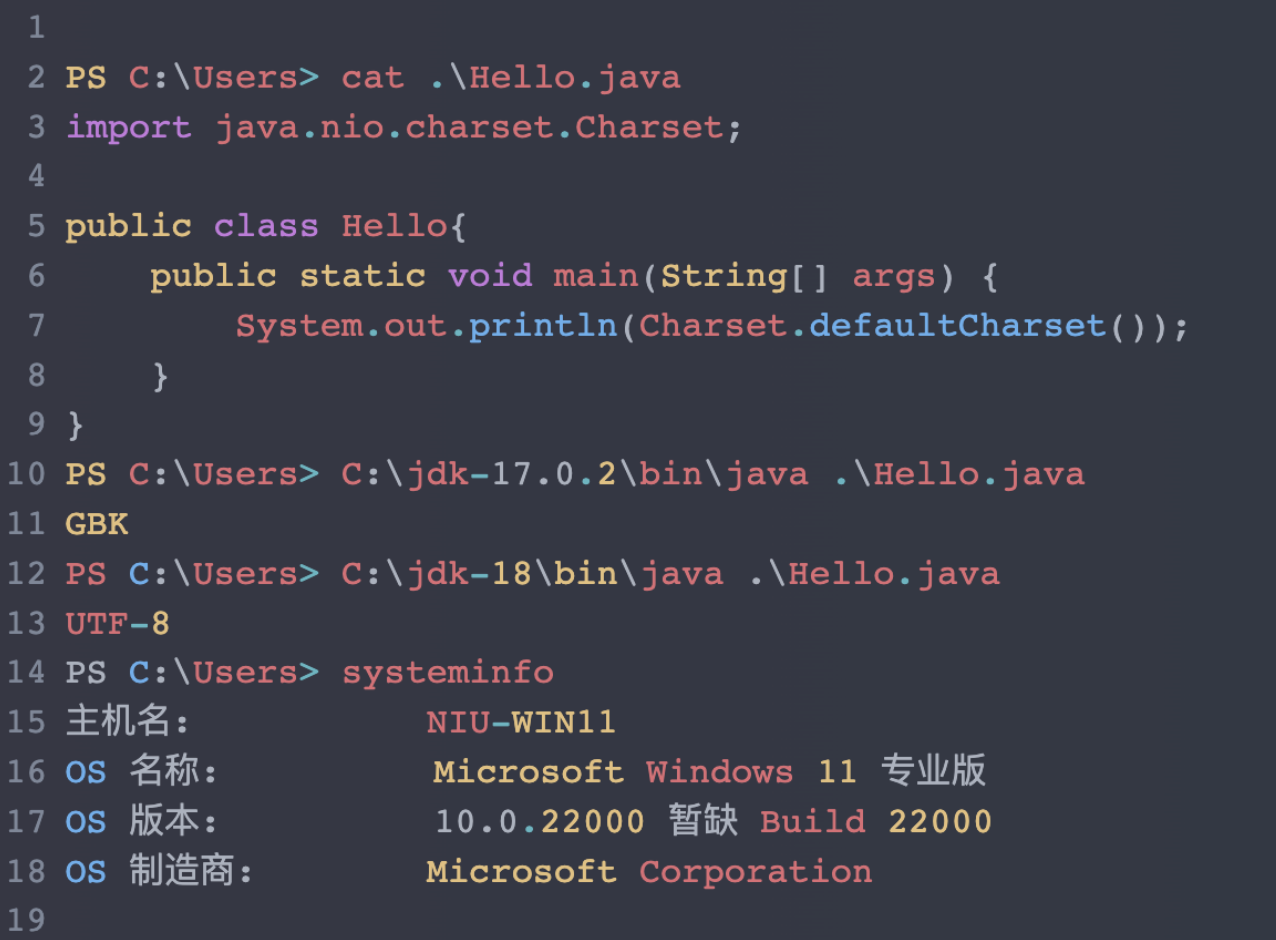 1
2 PS C:\Users> cat .\Hello.java
3 import java.nio.charset.Charset;
4
5 public class Hello{
6     public static void main(String[] args) {
7         System.out.println(Charset.defaultCharset());
8     }
9 }
10 PS C:\Users> C:\jdk-17.0.2\bin\java .\Hello.java
11 GBK
12 PS C:\Users> C:\jdk-18\bin\java .\Hello.java
13 UTF-8
14 PS C:\Users> systeminfo
15 主机名:           NIU-WIN11
16 OS 名称:          Microsoft Windows 11 专业版
17 OS 版本:          10.0.22000 暂缺 Build 22000
18 OS 制造商:        Microsoft Corporation
19